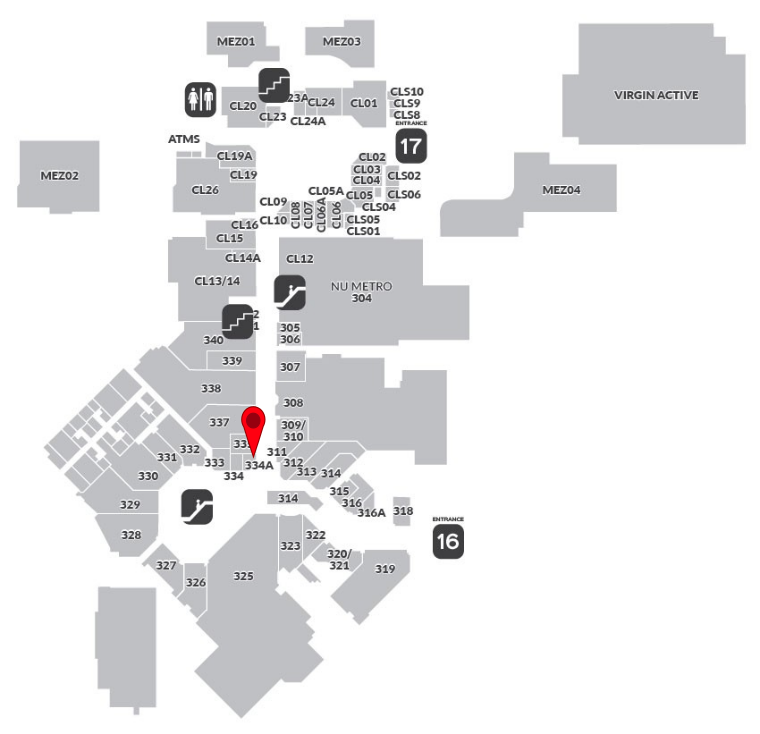 MEZ01
MEZ03
VIRGIN ACTIVE
CL20
23A
CL24
CL01
CLS10
CLS9
CLS8
CL23
CL24A
ENTRANCE
17
ATMS
CL19A
CL02
MEZ02
CL19
CL03
CL04
CLS02
CL26
CL05A
CL05
CLS06
MEZ04
CL09
CL08
CL07
CL06A
CL06
CLS04
CL10
CLS05
CLS01
CL16
CL15
CL14A
CL12
CL13/14
NU METRO
304
2
1
305
306
340
339
307
338
308
337
309/
310
332
311
331
333
334A
312
313
314
330
334
315
329
314
316
316A
318
328
322
ENTRANCE
16
323
320/
321
327
326
325
319